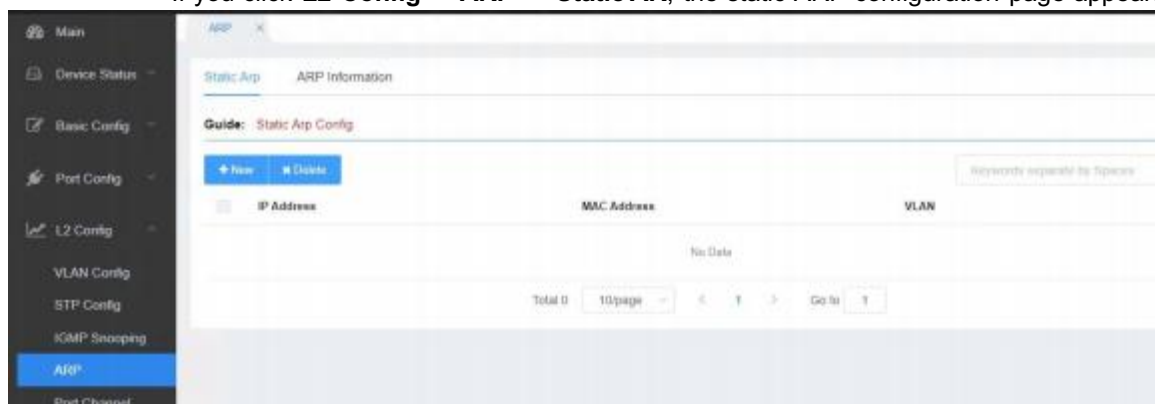 If you click L2 Config -> ARP -> Static AR, the static ARP configuration page appear
Main
ARP ×
Device Status
Static Arp ARP Information
Basic Config
Guide: Static Arp Config
Port Config
+ New × Delete
Keywords separate by Spaces
IP Address MAC Address VLAN
L2 Config
No Data
VLAN Config
STP Config
Total 0 10/page < 1 > Go to 1
IGMP Snooping
ARP
Port Channel